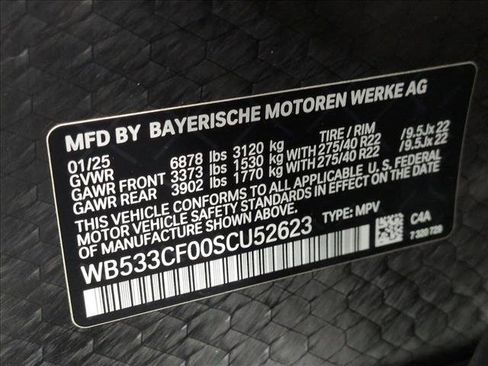 MFD BY BAYERISCHE MOTOREN WERKE AG
01/25 TIRE / RIM
GVWR 6878 lbs 3120 kg
GAWR FRONT 3373 lbs 1530 kg WITH 275/40 R22 /9.5Jx22
GAWR REAR 3902 lbs 1770 kg WITH 275/40 R22 /9.5Jx22
THIS VEHICLE CONFORMS TO ALL APPLICABLE U.S. FEDERAL
MOTOR VEHICLE SAFETY STANDARDS IN EFFECT ON THE DATE OF
MANUFACTURE SHOWN ABOVE.
WB533CF00SCU52623 TYPE: MPV C4A
7 320 728